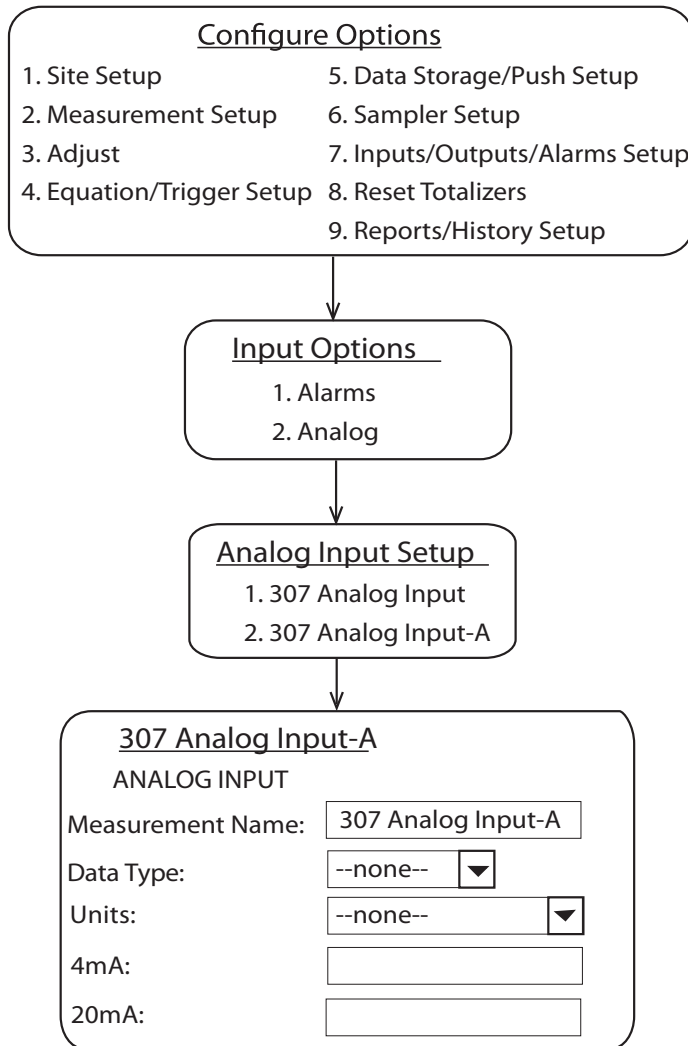 Configure Options
1. Site Setup
2. Measurement Setup
3. Adjust
4. Equation/Trigger Setup
5. Data Storage/Push Setup
6. Sampler Setup
7. Inputs/Outputs/Alarms Setup
8. Reset Totalizers
9. Reports/History Setup
Input Options
1. Alarms
2. Analog
Analog Input Setup
1. 307 Analog Input
2. 307 Analog Input-A
307 Analog Input-A
ANALOG INPUT
Measurement Name: 307 Analog Input-A
Data Type: --none--
Units: --none--
4mA:
20mA: